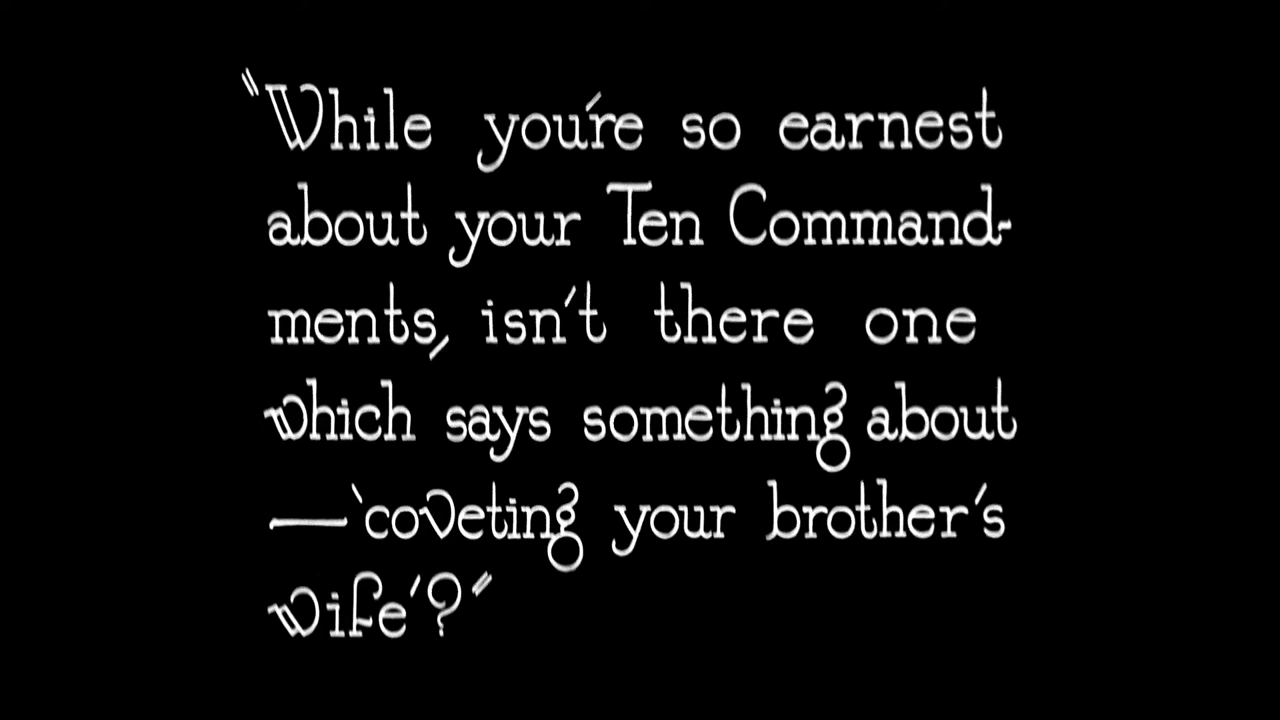 "While you're so earnest
about your Ten Command-
ments, isn't there one
which says something about
—'coveting your brother's
wife'?"